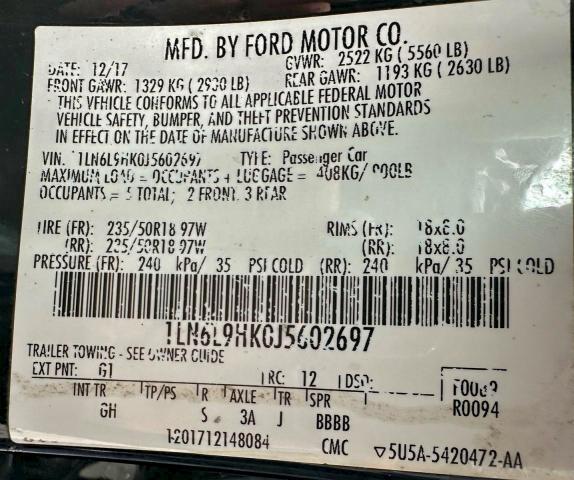 MFD. BY FORD MOTOR CO.
DATE: 12/17 GVWR: 2522 KG ( 5560 LB)
FRONT GAWR: 1329 KG ( 2930 LB) REAR GAWR: 1193 KG ( 2630 LB)
THIS VEHICLE CONFORMS TO ALL APPLICABLE FEDERAL MOTOR
VEHICLE SAFETY, BUMPER, AND THEFT PREVENTION STANDARDS
IN EFFECT ON THE DATE OF MANUFACTURE SHOWN ABOVE.
VIN: 1LN6L9HK0J5602697 TYPE: Passenger Car
MAXIMUM LOAD = OCCUPANTS + LUGGAGE = 408KG/ 900LB
OCCUPANTS = 5 TOTAL; 2 FRONT, 3 REAR
TIRE (FR): 235/50R18 97W RIMS (FR): 18x8.0
(RR): 235/50R18 97W (RR): 18x8.0
PRESSURE (FR): 240 kPa/ 35 PSI COLD (RR): 240 kPa/ 35 PSI COLD
1LN6L9HK0J5602697
TRAILER TOWING - SEE OWNER GUIDE
EXT PNT: G1 RC: 12 DSO: F0089
INT TR TP/PS R AXLE TR SPR R0094
GH S 3A J BBBB
1201712148084 CMC ▽5U5A-5420472-AA